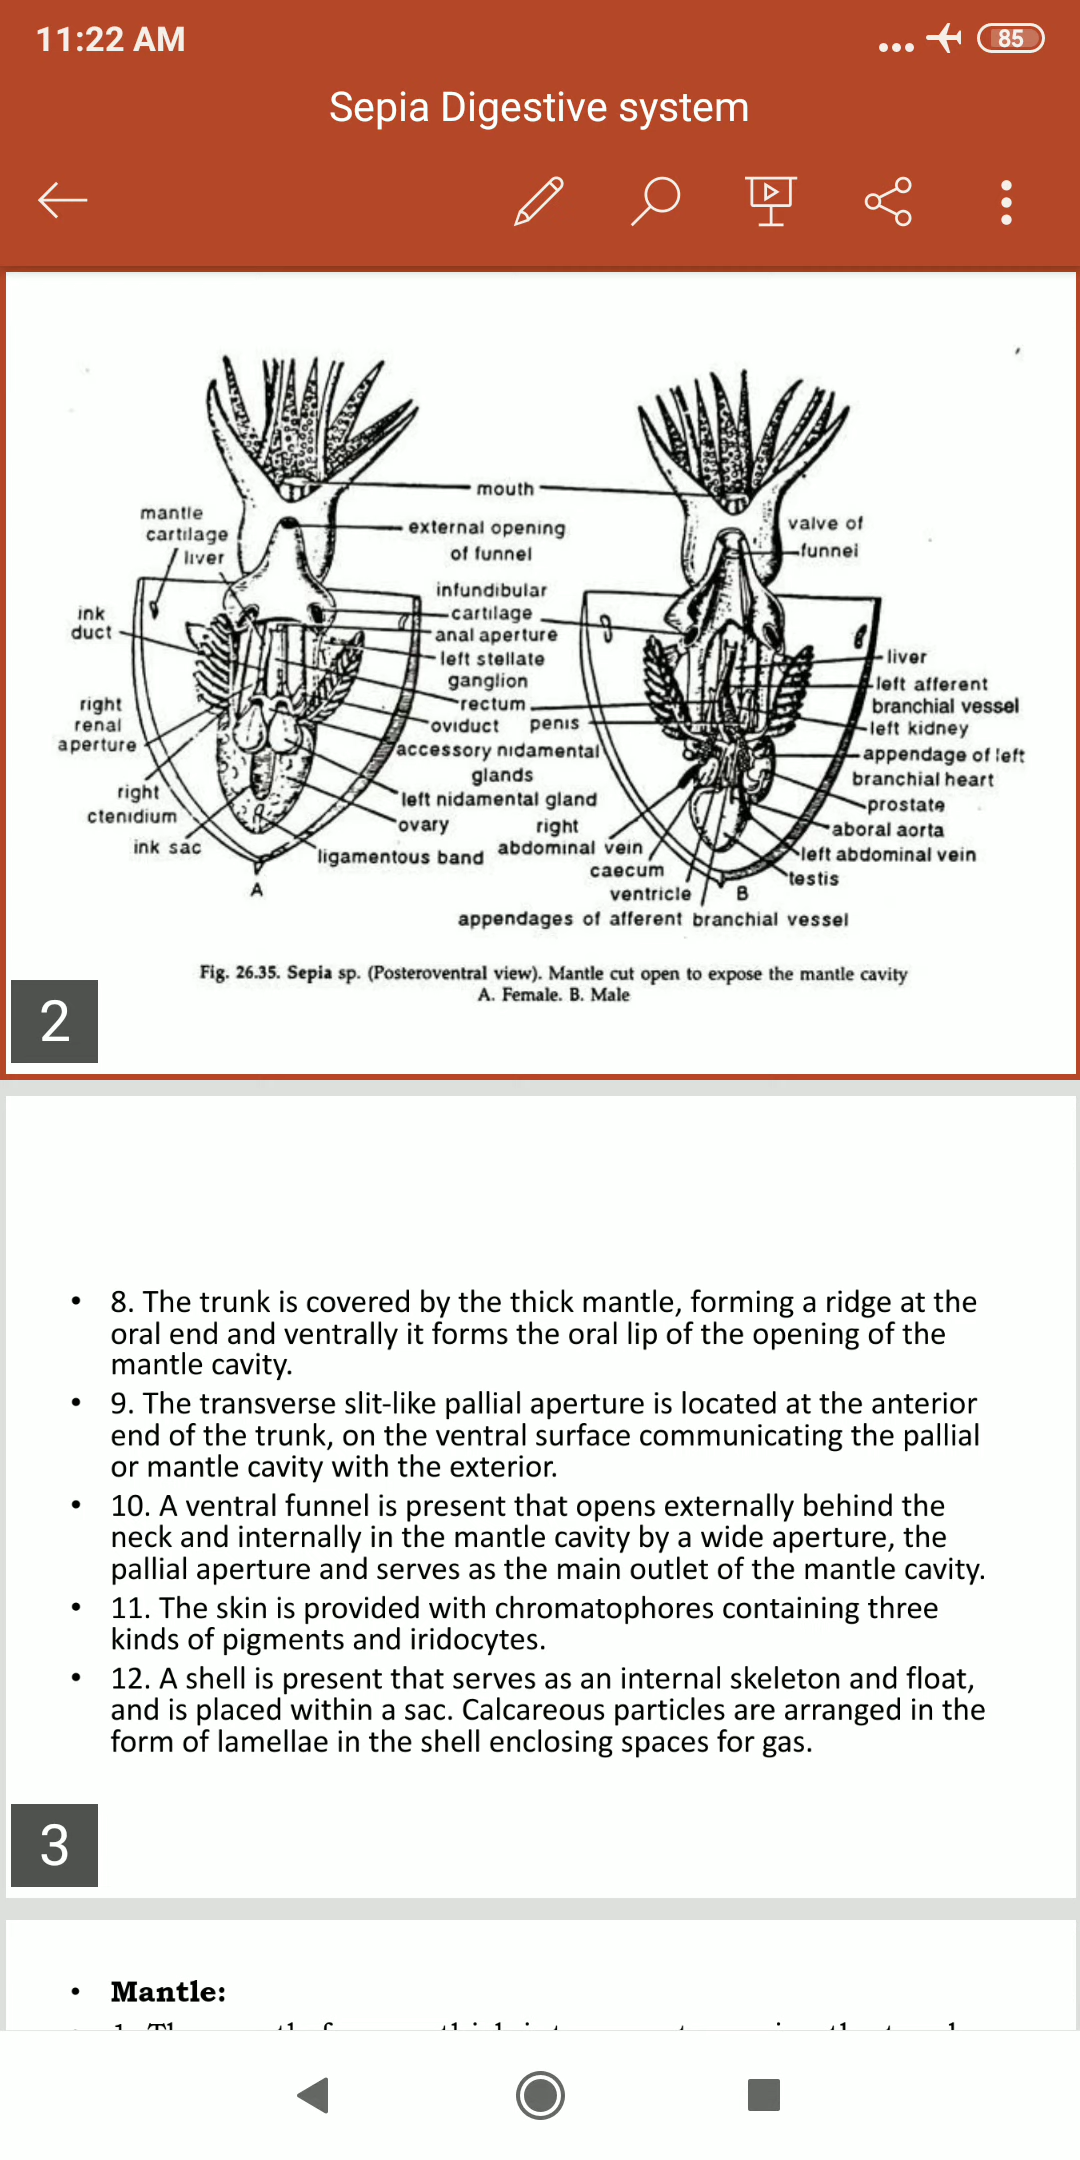 11:22 AM
85
Sepia Digestive system
mouth
mantle
cartilage
liver
external opening
of funnel
valve of
funnel
ink
duct
infundibular
cartilage
anal aperture
left stellate
ganglion
rectum
oviduct
penis
accessory nidamental
glands
left nidamental gland
ovary
ligamentous band
right
renal
aperture
right
ctenidium
ink sac
A
liver
left afferent
branchial vessel
left kidney
appendage of left
branchial heart
prostate
aboral aorta
left abdominal vein
testis
right
abdominal vein
caecum
ventricle
B
appendages of afferent branchial vessel
Fig. 26.35. Sepia sp. (Posteroventral view). Mantle cut open to expose the mantle cavity
A. Female. B. Male
2
• 8. The trunk is covered by the thick mantle, forming a ridge at the
oral end and ventrally it forms the oral lip of the opening of the
mantle cavity.
• 9. The transverse slit-like pallial aperture is located at the anterior
end of the trunk, on the ventral surface communicating the pallial
or mantle cavity with the exterior.
• 10. A ventral funnel is present that opens externally behind the
neck and internally in the mantle cavity by a wide aperture, the
pallial aperture and serves as the main outlet of the mantle cavity.
• 11. The skin is provided with chromatophores containing three
kinds of pigments and iridocytes.
• 12. A shell is present that serves as an internal skeleton and float,
and is placed within a sac. Calcareous particles are arranged in the
form of lamellae in the shell enclosing spaces for gas.
3
• Mantle: